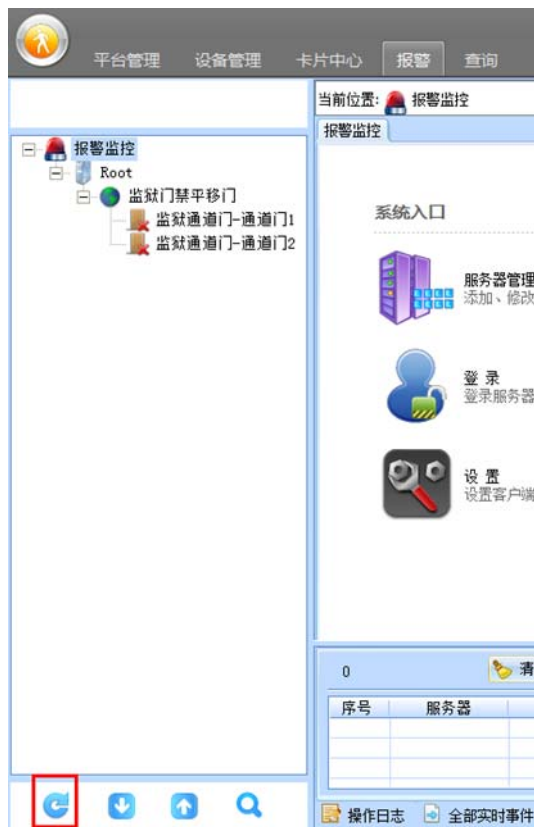 平台管理 设备管理 卡片中心 报警 查询
当前位置: 报警监控
报警监控
报警监控
Root
监狱门禁平移门
监狱通道门-通道门1
监狱通道门-通道门2
系统入口
服务器管理
添加、修改
登 录
登录服务器
设 置
设置客户端
0 清
序号 服务器
操作日志 全部实时事件